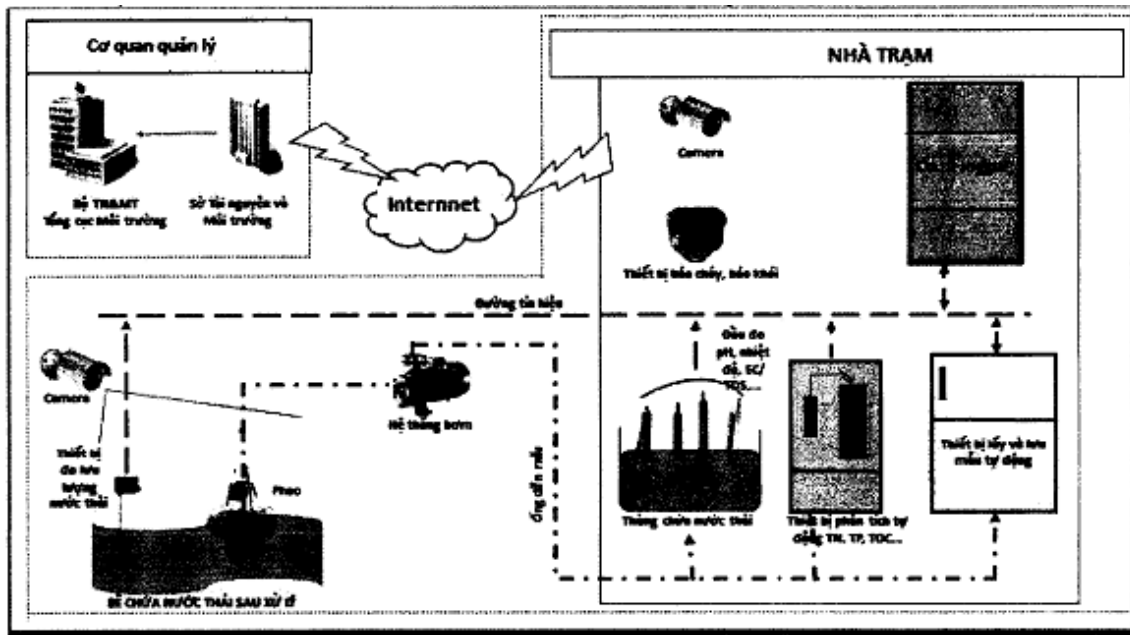 Cơ quan quản lý
Bộ TN&MT
Tổng cục Môi trường
Sở Tài nguyên và
Môi trường
Internnet
NHÀ TRẠM
Camera
Thiết bị báo cháy, báo khói
Đường tín hiệu
Camera
Thiết bị
đo lưu
lượng
nước thải
Phao
Hệ thống bơm
Ống dẫn mẫu
BỂ CHỨA NƯỚC THẢI SAU XỬ LÝ
Đầu đo
pH, nhiệt
độ, EC/
TDS,...
Thùng chứa nước thải
Thiết bị phân tích tự
động TN, TP, TOC...
Thiết bị lấy và lưu
mẫu tự động